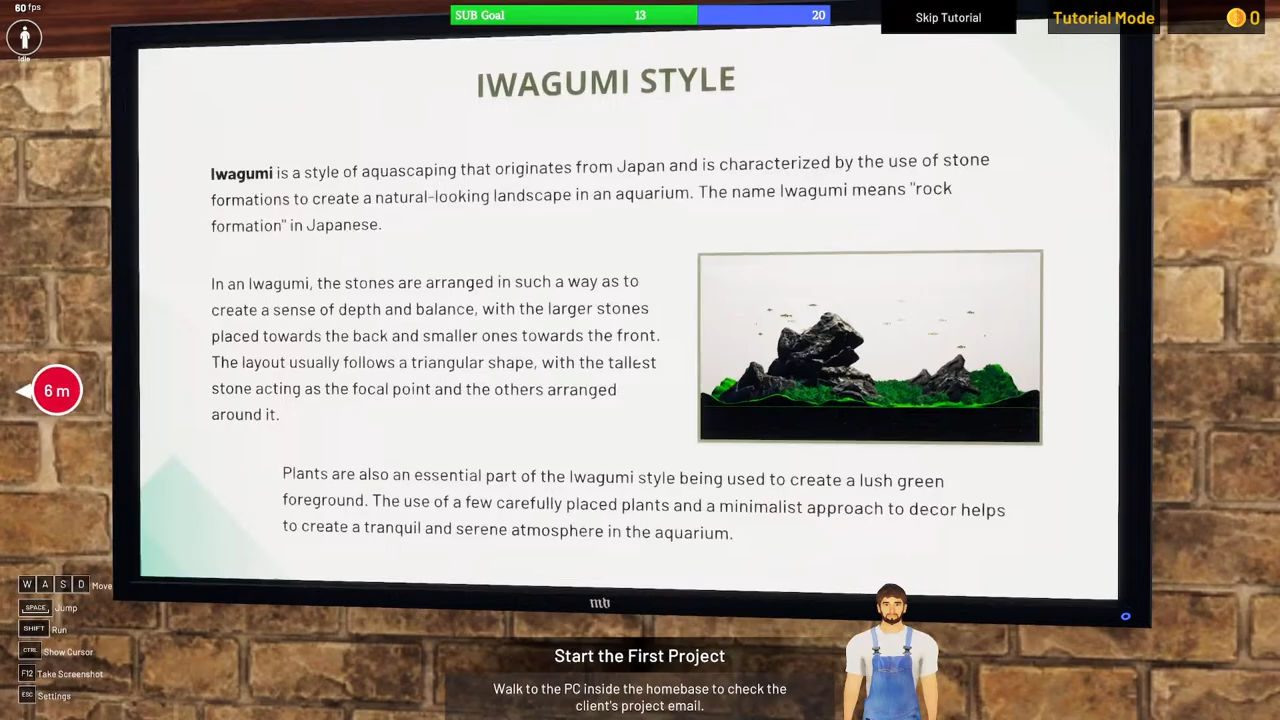 60 fps
SUB Goal 13 20
Skip Tutorial
Tutorial Mode
0
Idle
IWAGUMI STYLE
Iwagumi is a style of aquascaping that originates from Japan and is characterized by the use of stone
formations to create a natural-looking landscape in an aquarium. The name Iwagumi means "rock
formation" in Japanese.
In an Iwagumi, the stones are arranged in such a way as to
create a sense of depth and balance, with the larger stones
placed towards the back and smaller ones towards the front.
The layout usually follows a triangular shape, with the tallest
stone acting as the focal point and the others arranged
around it.
6 m
Plants are also an essential part of the Iwagumi style being used to create a lush green
foreground. The use of a few carefully placed plants and a minimalist approach to decor helps
to create a tranquil and serene atmosphere in the aquarium.
W A S D Move
SPACE Jump
SHIFT Run
CTRL Show Cursor
F12 Take Screenshot
ESC Settings
mb
Start the First Project
Walk to the PC inside the homebase to check the
client's project email.